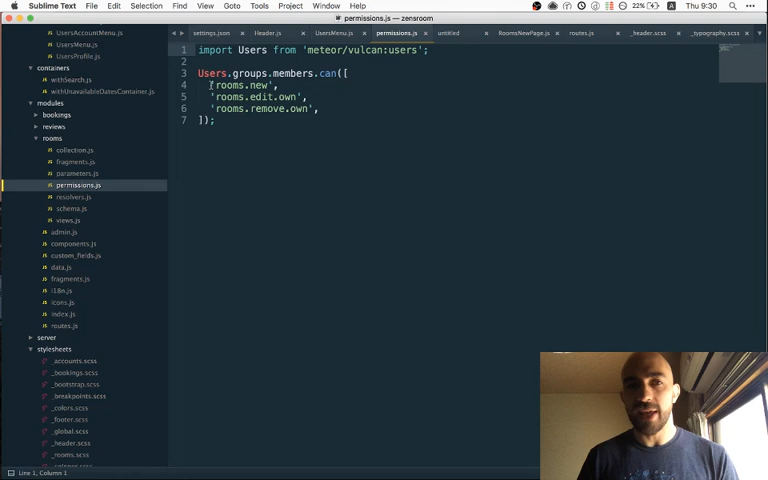 Sublime Text File Edit Selection Find View Goto Tools Project Window Help 22% Thu 9:30
permissions.js — zensroom
settings.json Header.js UsersMenu.js permissions.js untitled RoomsNewPage.js routes.js _header.scss _typography.scss
UsersAccountMenu.js
UsersMenu.js
UsersProfile.js
containers
withSearch.js
withUnavailableDatesContainer.js
modules
bookings
reviews
rooms
collection.js
fragments.js
parameters.js
permissions.js
resolvers.js
schema.js
views.js
admin.js
components.js
custom_fields.js
data.js
fragments.js
i18n.js
icons.js
index.js
routes.js
server
stylesheets
_accounts.scss
_bookings.scss
_bootstrap.scss
_breakpoints.scss
_colors.scss
_footer.scss
_global.scss
_header.scss
_rooms.scss
1 import Users from 'meteor/vulcan:users';
2
3 Users.groups.members.can([
4 'rooms.new',
5 'rooms.edit.own',
6 'rooms.remove.own',
7 ]);
Line 1, Column 1